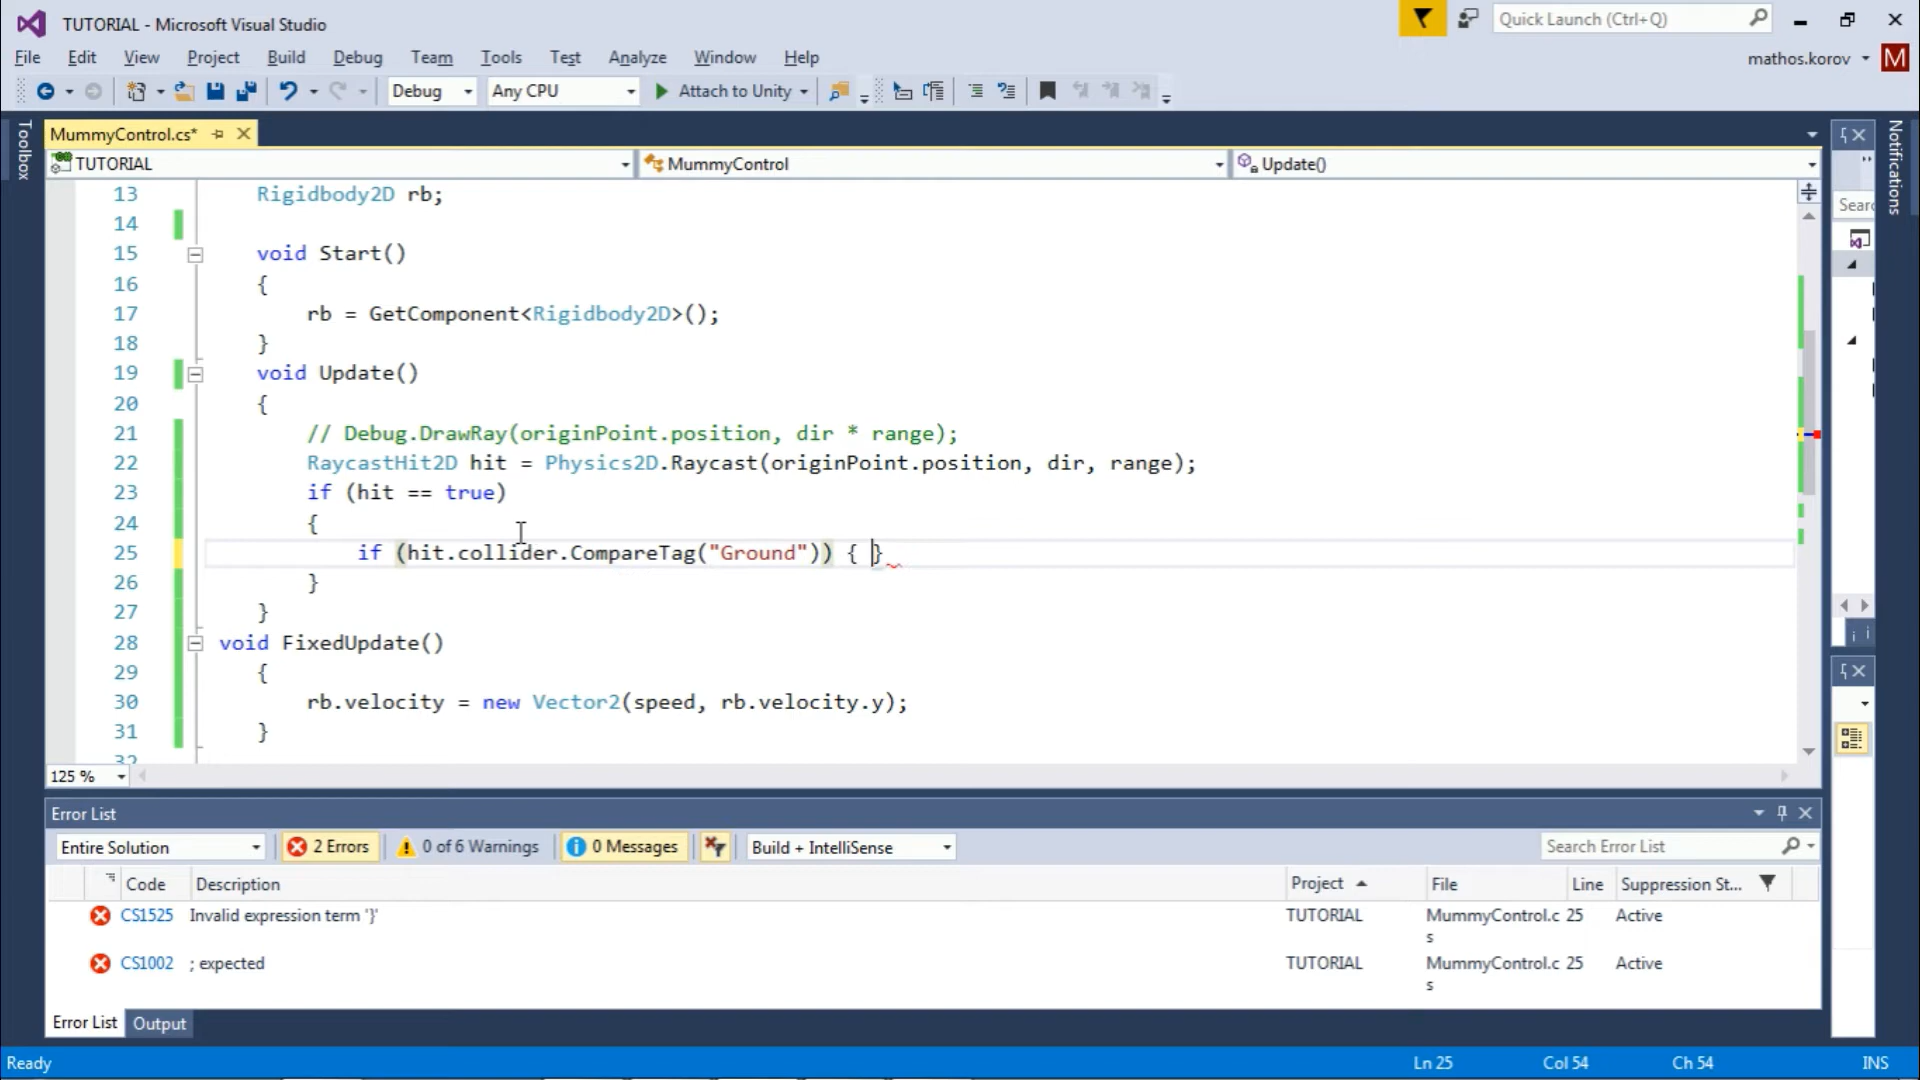 TUTORIAL - Microsoft Visual Studio
Quick Launch (Ctrl+Q)
File Edit View Project Build Debug Team Tools Test Analyze Window Help
mathos.korov M
Debug Any CPU Attach to Unity
Toolbox
MummyControl.cs*
Notifications
TUTORIAL MummyControl Update()
13 Rigidbody2D rb;
14
15 void Start()
16 {
17 rb = GetComponent<Rigidbody2D>();
18 }
19 void Update()
20 {
21 // Debug.DrawRay(originPoint.position, dir * range);
22 RaycastHit2D hit = Physics2D.Raycast(originPoint.position, dir, range);
23 if (hit == true)
24 {
25 if (hit.collider.CompareTag("Ground")) { }
26 }
27 }
28 void FixedUpdate()
29 {
30 rb.velocity = new Vector2(speed, rb.velocity.y);
31 }
32
Sear
125 %
Error List
Entire Solution 2 Errors 0 of 6 Warnings 0 Messages Build + IntelliSense Search Error List
Code Description Project File Line Suppression St...
CS1525 Invalid expression term '}' TUTORIAL MummyControl.c 25 Active
s
CS1002 ; expected TUTORIAL MummyControl.c 25 Active
s
Error List Output
Ready Ln 25 Col 54 Ch 54 INS